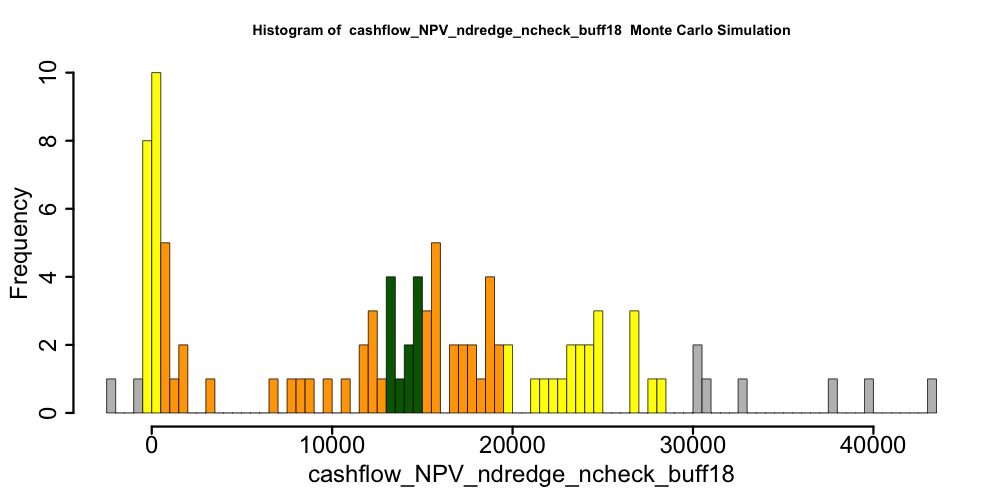 Histogram of  cashflow_NPV_ndredge_ncheck_buff18  Monte Carlo Simulation
10
8
6
4
2
0
Frequency
0 10000 20000 30000 40000
cashflow_NPV_ndredge_ncheck_buff18